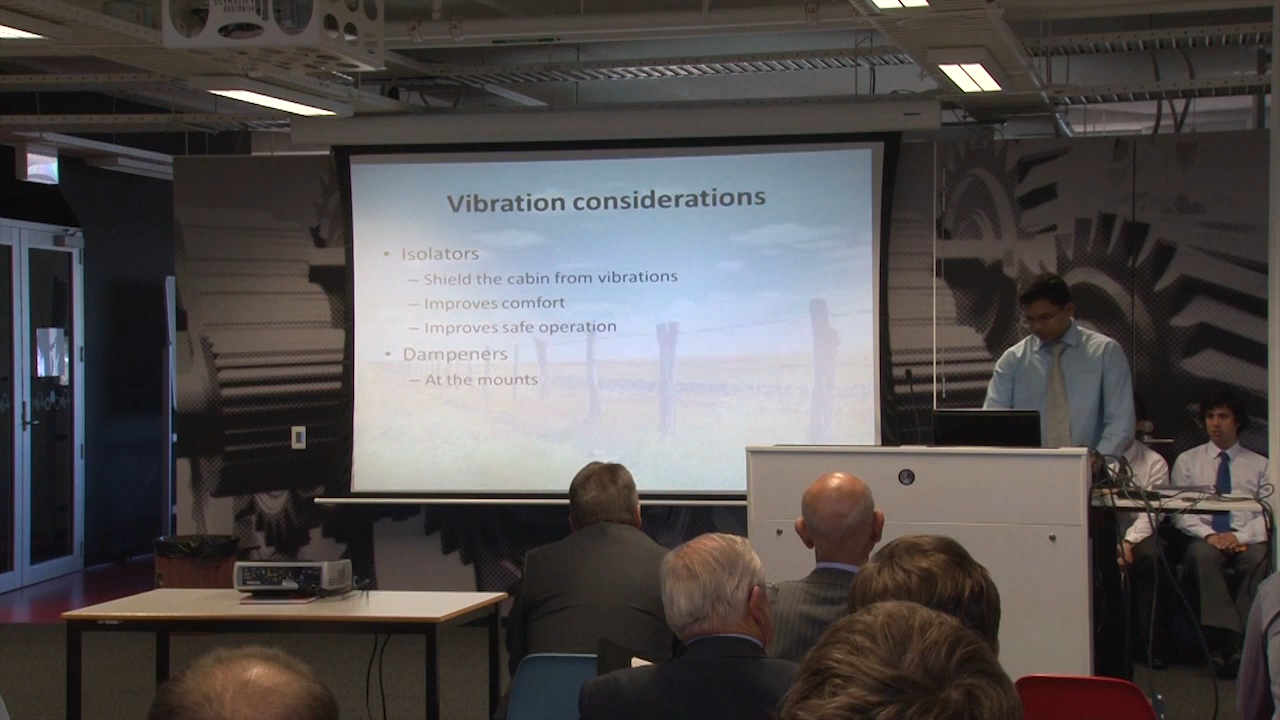 Vibration considerations
• Isolators
– Shield the cabin from vibrations
– Improves comfort
– Improves safe operation
• Dampeners
– At the mounts